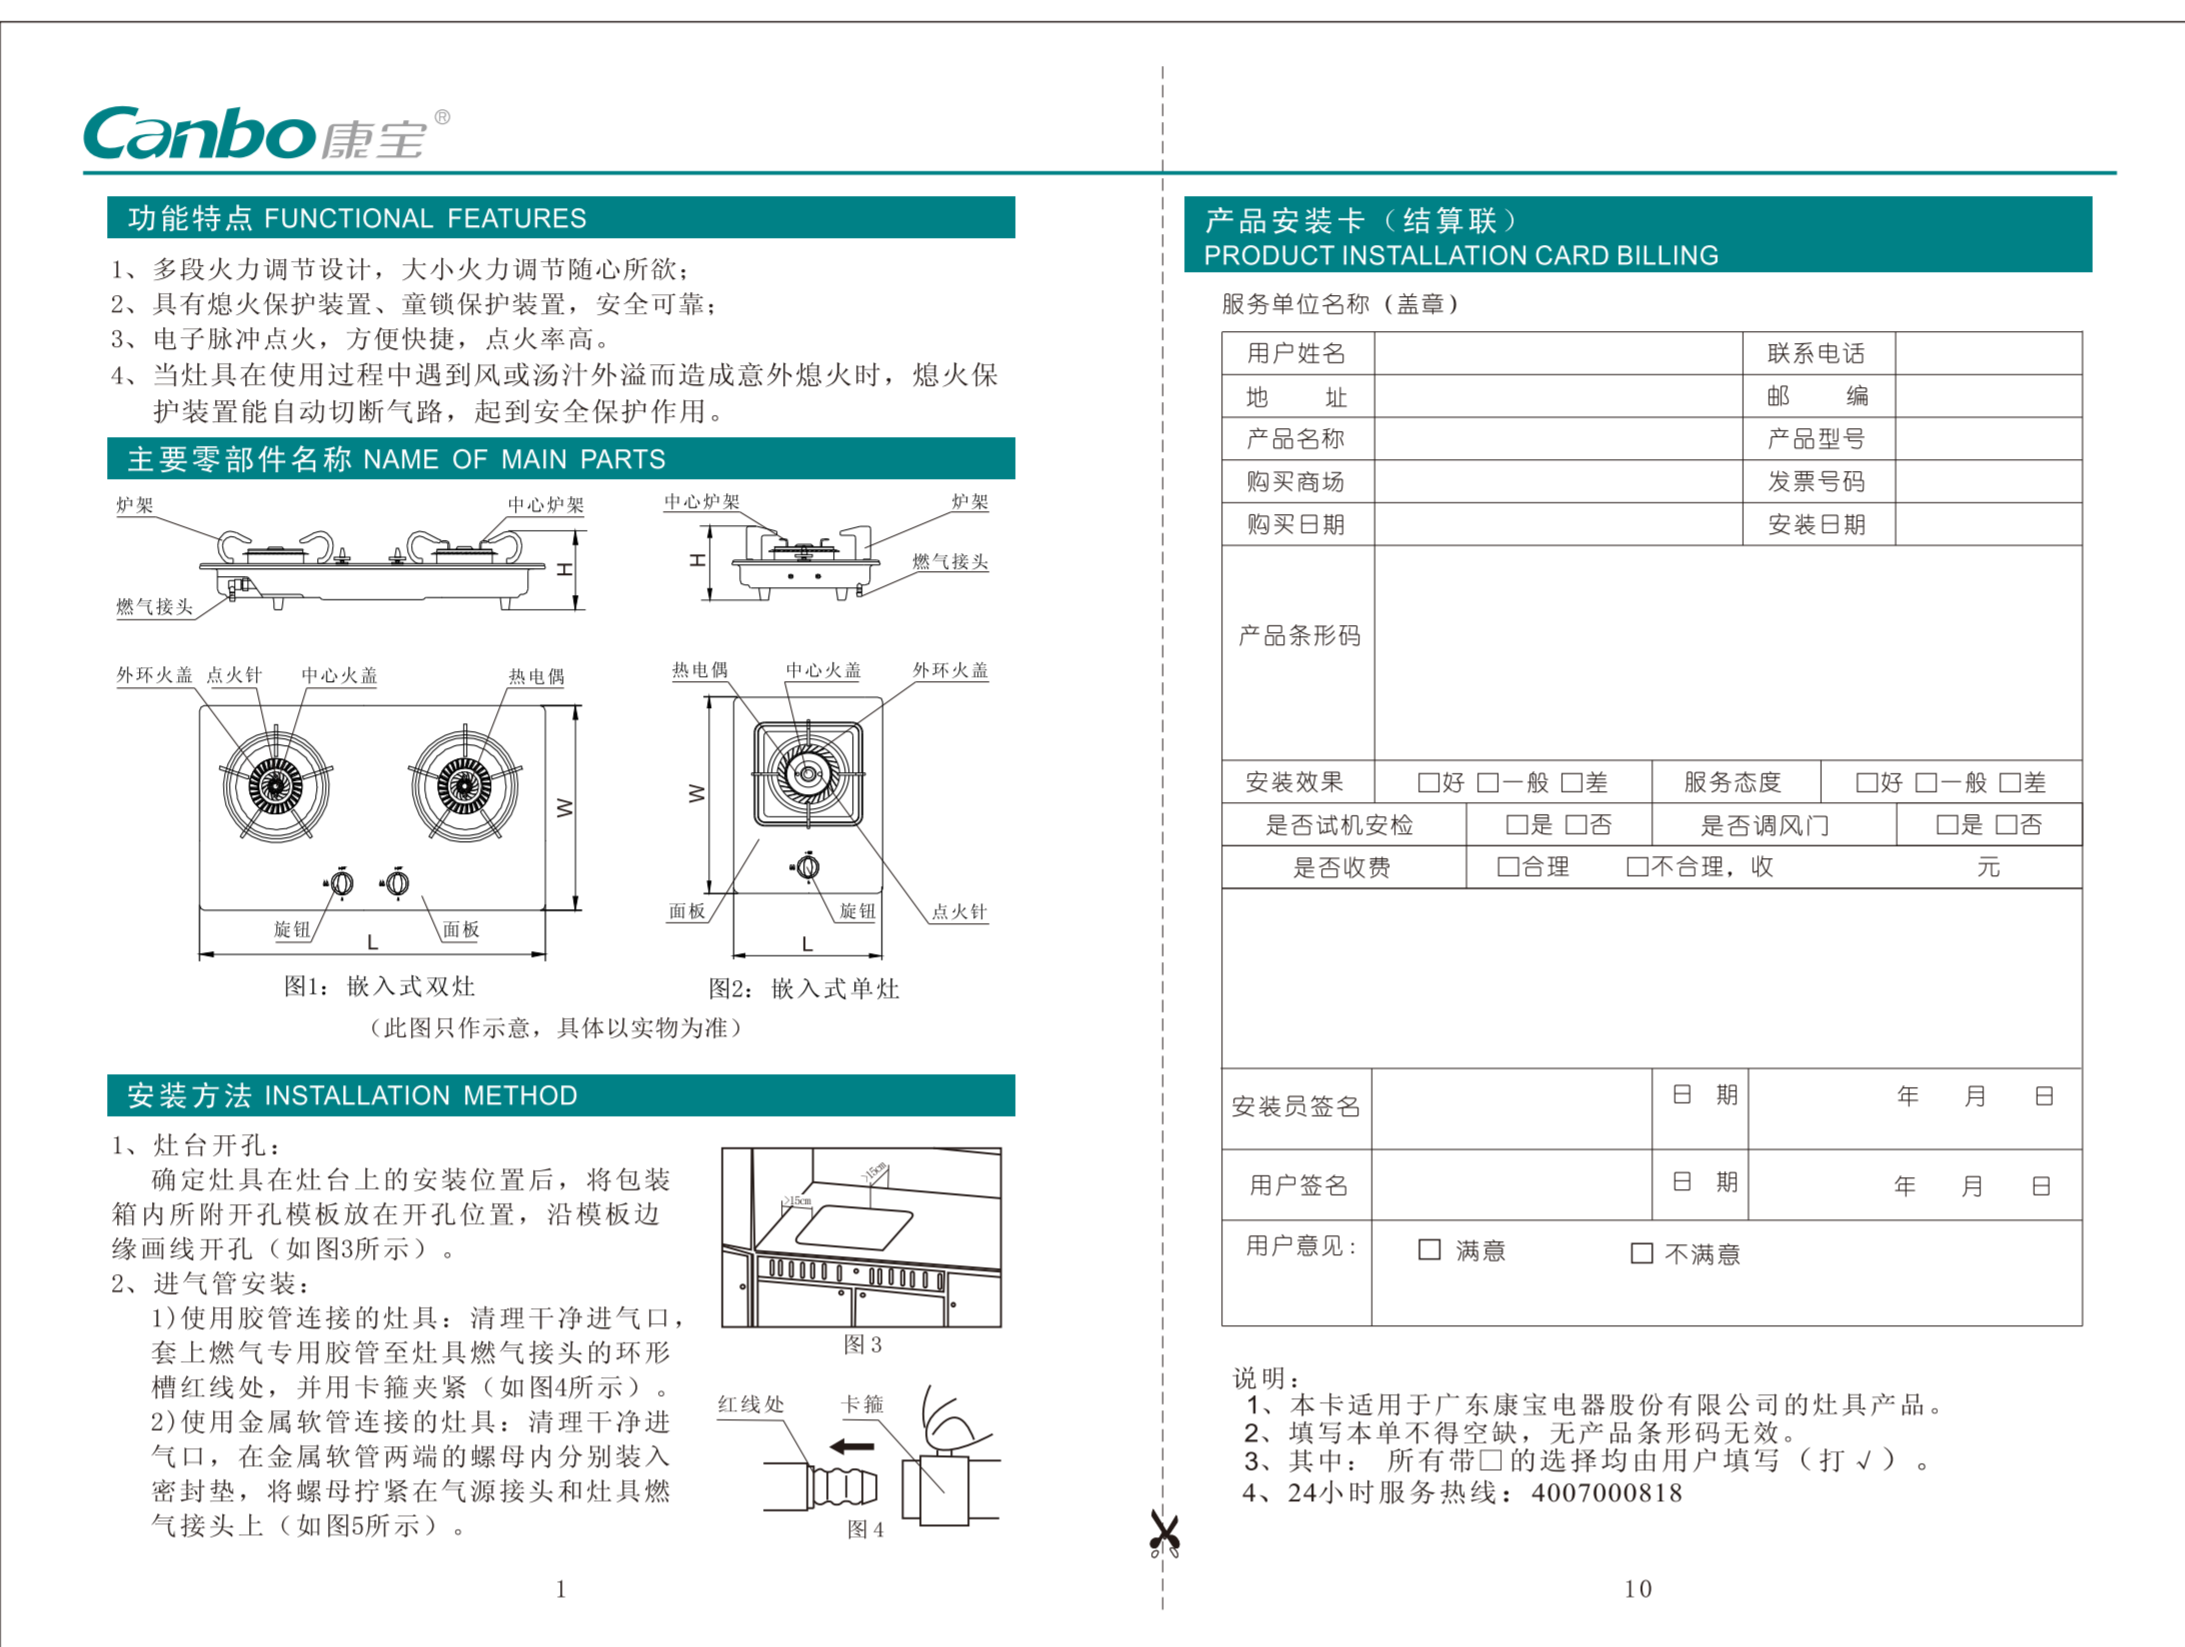 Canbo康宝®
功能特点 FUNCTIONAL FEATURES
1、多段火力调节设计，大小火力调节随心所欲；
2、具有熄火保护装置、童锁保护装置，安全可靠；
3、电子脉冲点火，方便快捷，点火率高。
4、当灶具在使用过程中遇到风或汤汁外溢而造成意外熄火时，熄火保
护装置能自动切断气路，起到安全保护作用。
主要零部件名称 NAME OF MAIN PARTS
炉架
中心炉架
H
燃气接头
中心炉架
炉架
H
燃气接头
外环火盖 点火针 中心火盖 热电偶
W
旋钮
L
面板
图1：嵌入式双灶
热电偶 中心火盖 外环火盖
W
面板
旋钮
点火针
L
图2：嵌入式单灶
（此图只作示意，具体以实物为准）
安装方法 INSTALLATION METHOD
1、灶台开孔：
确定灶具在灶台上的安装位置后，将包装
箱内所附开孔模板放在开孔位置，沿模板边
缘画线开孔（如图3所示）。
2、进气管安装：
1)使用胶管连接的灶具：清理干净进气口，
套上燃气专用胶管至灶具燃气接头的环形
槽红线处，并用卡箍夹紧（如图4所示）。
2)使用金属软管连接的灶具：清理干净进
气口，在金属软管两端的螺母内分别装入
密封垫，将螺母拧紧在气源接头和灶具燃
气接头上（如图5所示）。
>15cm
>15cm
图3
红线处
卡箍
图4
1
产品安装卡（结算联）
PRODUCT INSTALLATION CARD BILLING
服务单位名称（盖章）
用户姓名 联系电话
地 址 邮 编
产品名称 产品型号
购买商场 发票号码
购买日期 安装日期
产品条形码
安装效果 □好 □一般 □差 服务态度 □好 □一般 □差
是否试机安检 □是 □否 是否调风门 □是 □否
是否收费 □合理 □不合理，收 元
安装员签名 日 期 年 月 日
用户签名 日 期 年 月 日
用户意见： □ 满意 □ 不满意
说明：
1、本卡适用于广东康宝电器股份有限公司的灶具产品。
2、填写本单不得空缺，无产品条形码无效。
3、其中： 所有带□的选择均由用户填写（打√）。
4、24小时服务热线：4007000818
10